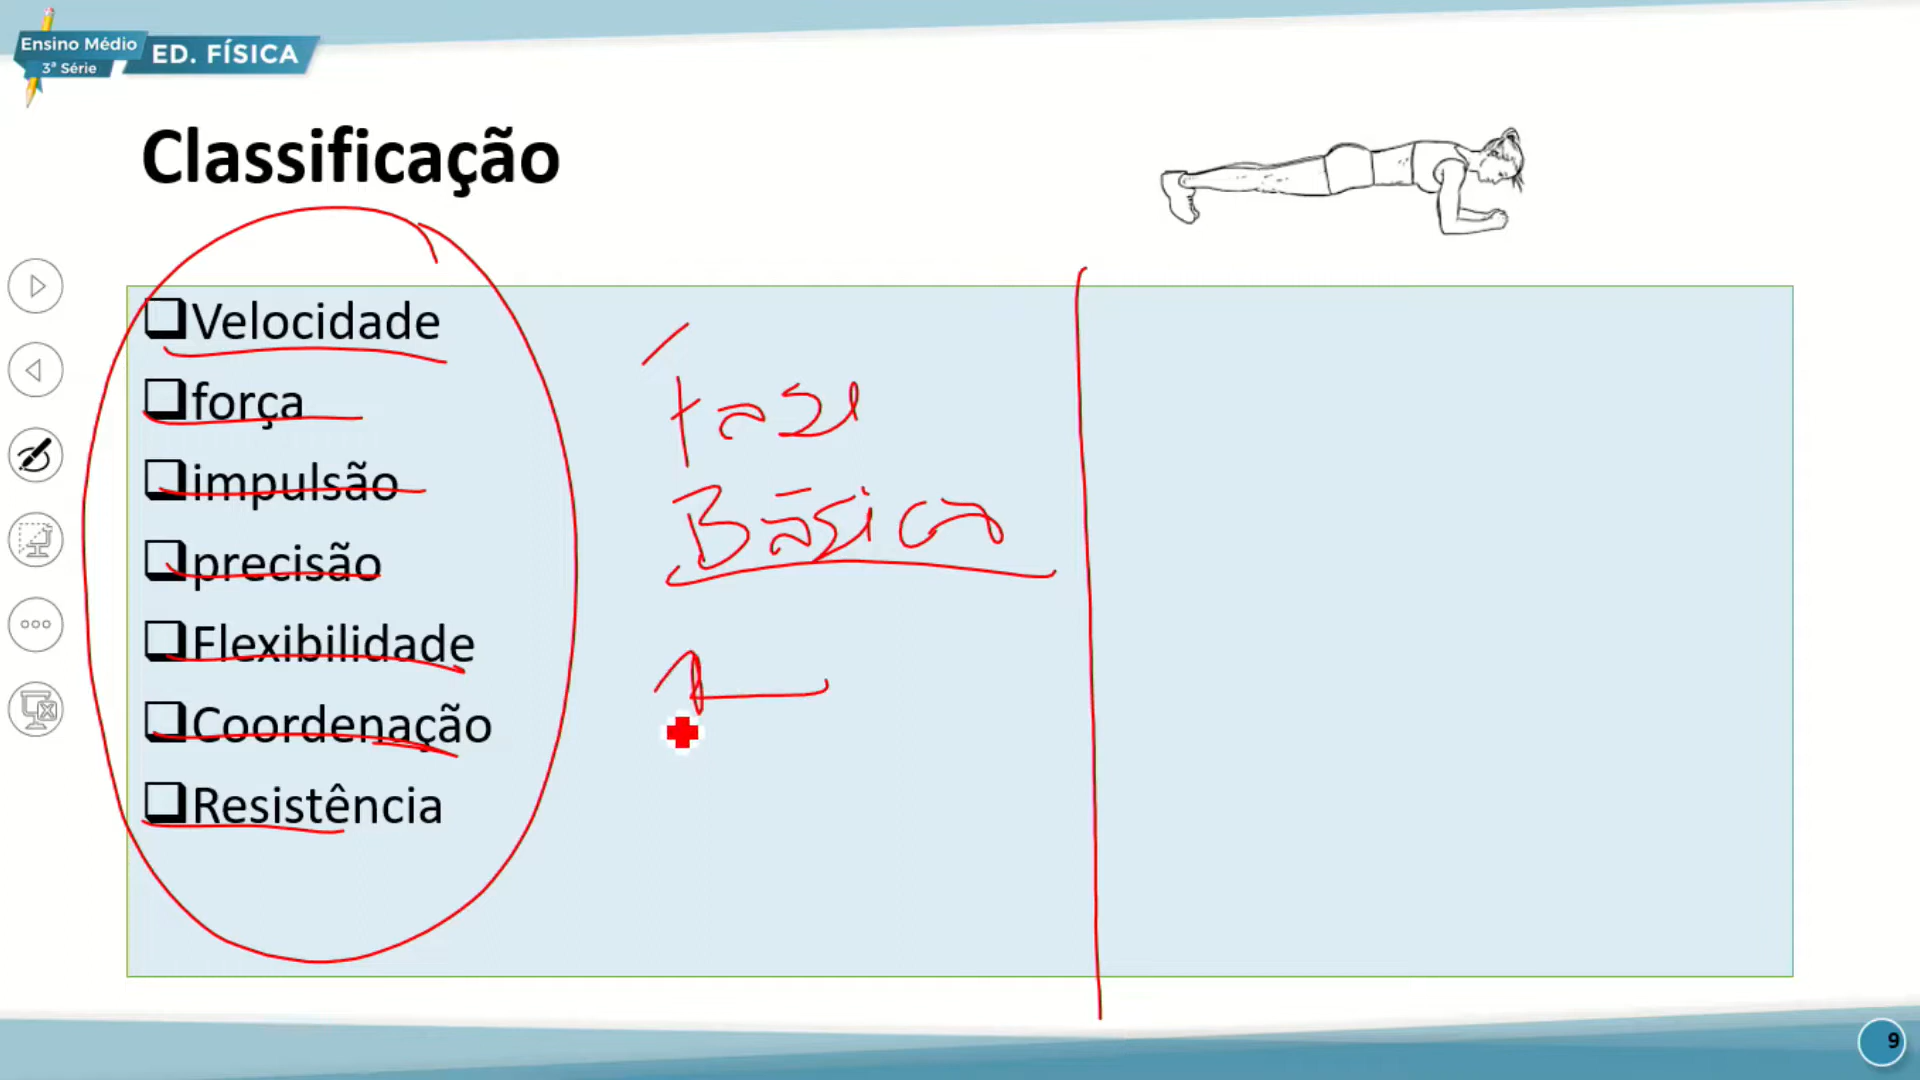 Ensino Médio
3ª Série
ED. FÍSICA
Classificação
Velocidade
força
impulsão
precisão
Flexibilidade
Coordenação
Resistência
Fase
Básica
9